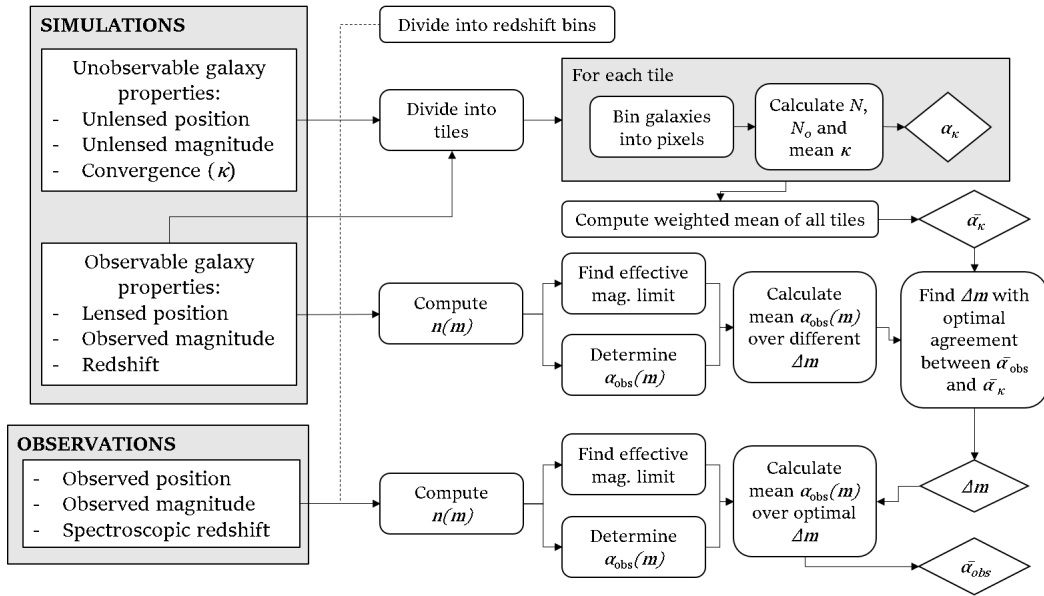 SIMULATIONS
Unobservable galaxy
properties:
- Unlensed position
- Unlensed magnitude
- Convergence (κ)
Observable galaxy
properties:
- Lensed position
- Observed magnitude
- Redshift
OBSERVATIONS
- Observed position
- Observed magnitude
- Spectroscopic redshift
Divide into redshift bins
Divide into
tiles
For each tile
Bin galaxies
into pixels
Calculate N,
Nₒ and
mean κ
α_κ
Compute weighted mean of all tiles
ᾱ_κ
Compute
n(m)
Find effective
mag. limit
Determine
α_obs(m)
Calculate
mean α_obs(m)
over different
Δm
Find Δm with
optimal
agreement
between ᾱ_obs
and ᾱ_κ
Compute
n(m)
Find effective
mag. limit
Determine
α_obs(m)
Calculate
mean α_obs(m)
over optimal
Δm
Δm
ᾱ_obs